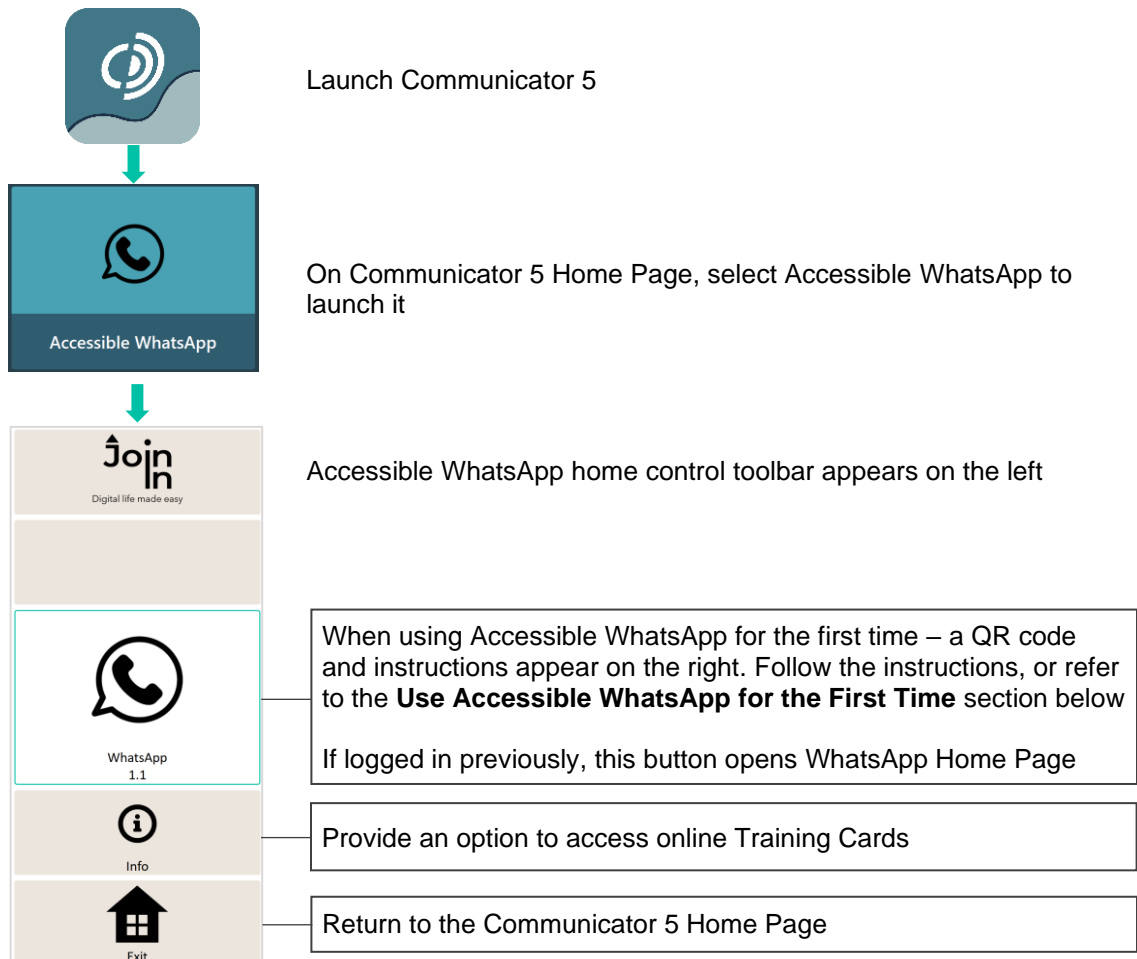 Launch Communicator 5
On Communicator 5 Home Page, select Accessible WhatsApp to
launch it
Accessible WhatsApp
Join
In
Digital life made easy
Accessible WhatsApp home control toolbar appears on the left
When using Accessible WhatsApp for the first time – a QR code
and instructions appear on the right. Follow the instructions, or refer
to the Use Accessible WhatsApp for the First Time section below
If logged in previously, this button opens WhatsApp Home Page
WhatsApp
1.1
Provide an option to access online Training Cards
Info
Return to the Communicator 5 Home Page
Exit